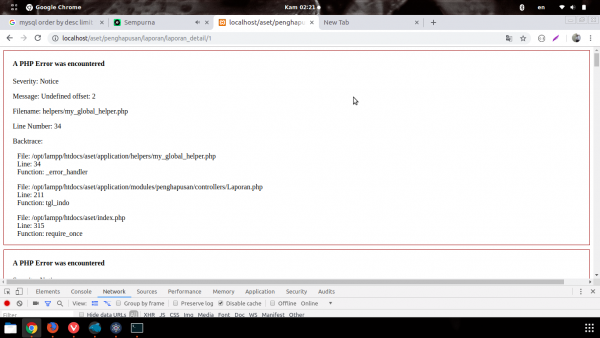 Google Chrome
Kam 02:21
en
mysql order by desc limit
Sempurna
localhost/aset/penghapu
New Tab
localhost/aset/penghapusan/laporan/laporan_detail/1
A PHP Error was encountered
Severity: Notice
Message: Undefined offset: 2
Filename: helpers/my_global_helper.php
Line Number: 34
Backtrace:
File: /opt/lampp/htdocs/aset/application/helpers/my_global_helper.php
Line: 34
Function: _error_handler
File: /opt/lampp/htdocs/aset/application/modules/penghapusan/controllers/Laporan.php
Line: 211
Function: tgl_indo
File: /opt/lampp/htdocs/aset/index.php
Line: 315
Function: require_once
A PHP Error was encountered
Elements Console Network Sources Performance Memory Application Security Audits
View: Group by frame Preserve log Disable cache Offline Online
Filter Hide data URLs All XHR JS CSS Img Media Font Doc WS Manifest Other